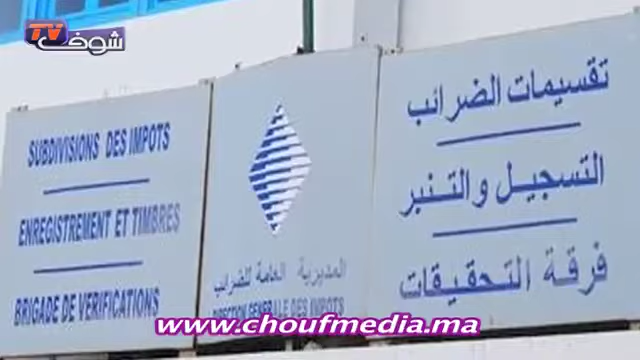 شوف TV
SUBDIVISIONS DES IMPOTS
ENREGISTREMENT ET TIMBRES
BRIGADE DE VERIFICATIONS
المديرية العامة للضرائب
DIRECTION GENERALE DES IMPOTS
تقسيمات الضرائب
التسجيل والتنبر
فرقة التحقيقات
www.choufmedia.ma